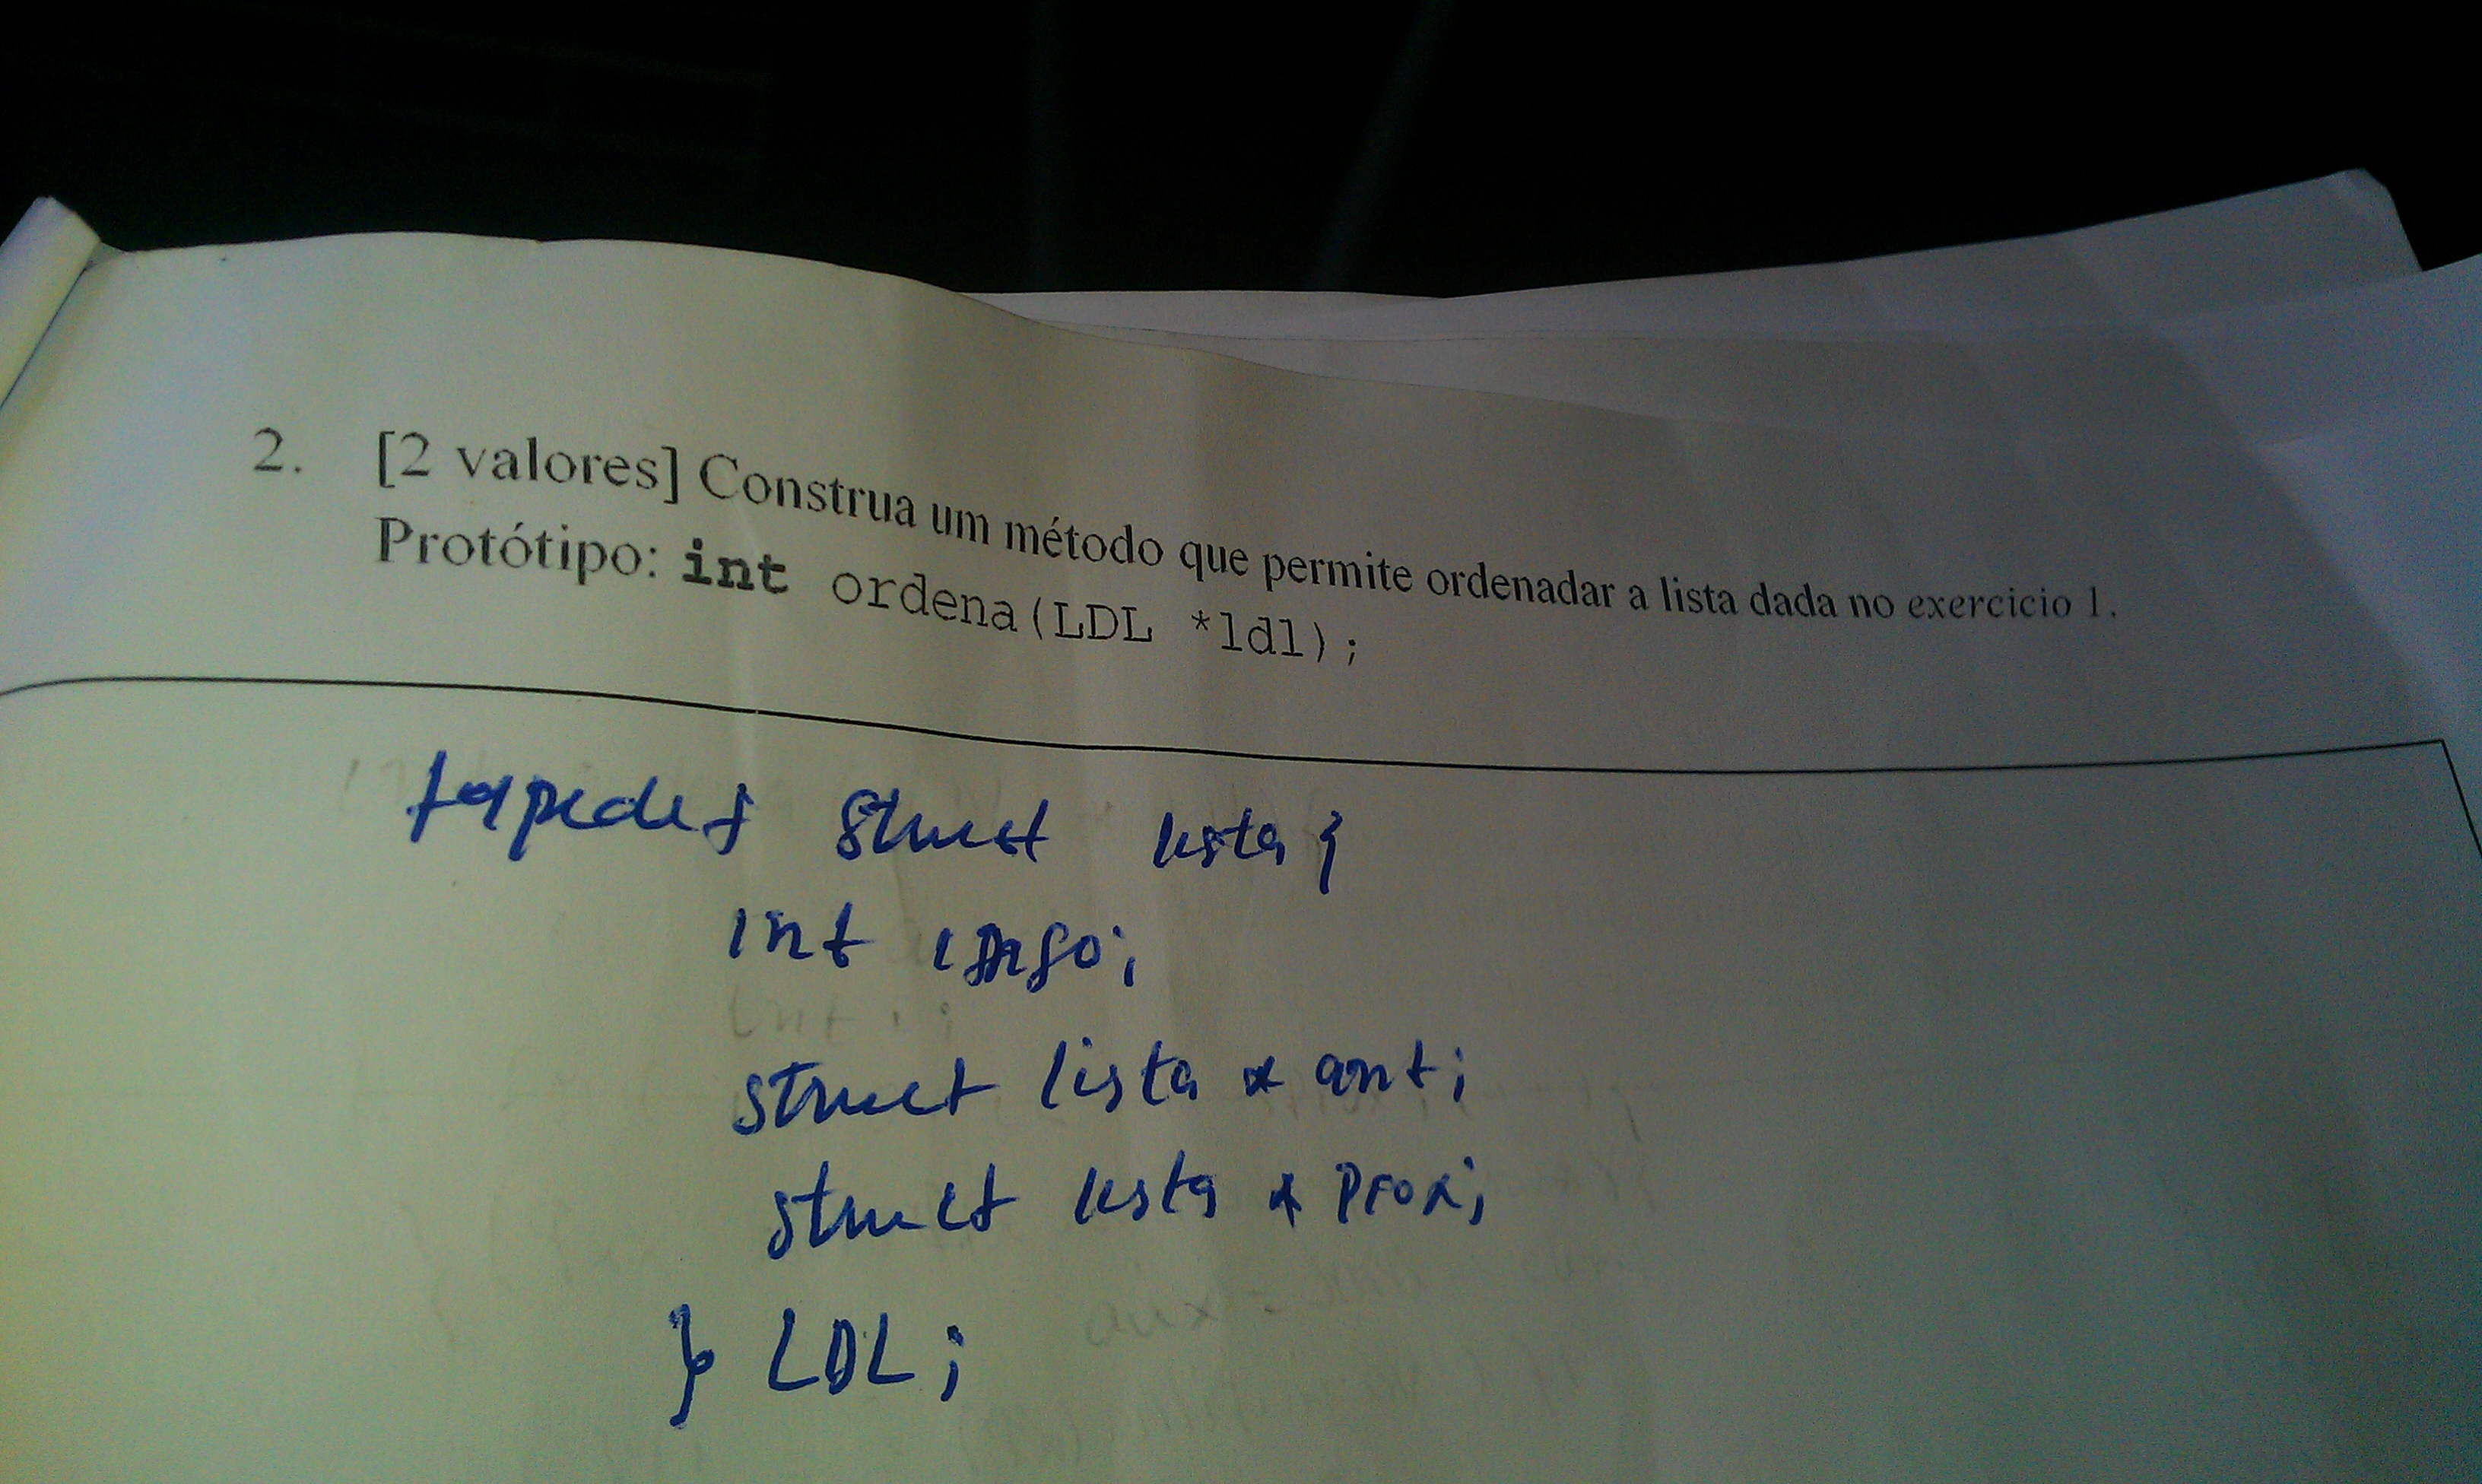 2. [2 valores] Construa um método que permite ordenadar a lista dada no exercicio 1.
Protótipo: int ordena(LDL *ldl);
typedef struct lista {
int info;
struct lista * ant;
struct lista * prox;
} LDL;